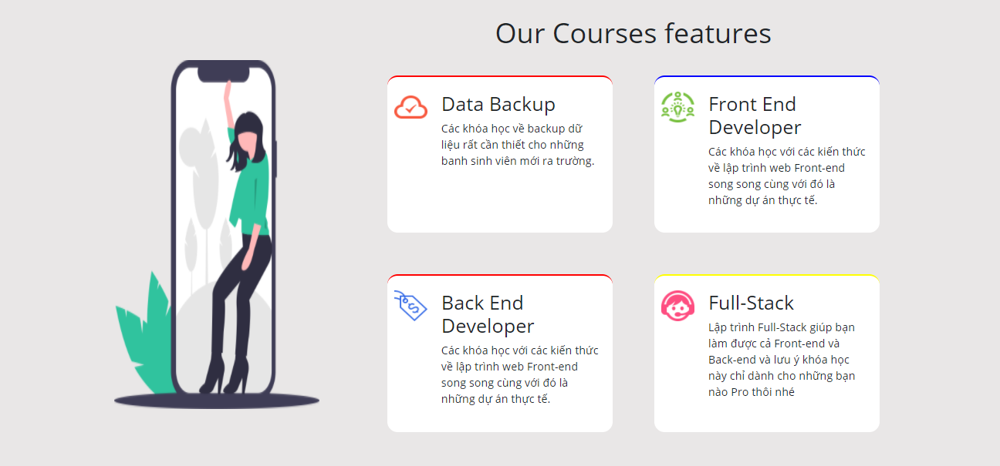 Our Courses features
Data Backup
Các khóa học về backup dữ
liệu rất cần thiết cho những
banh sinh viên mới ra trường.
Front End
Developer
Các khóa học với các kiến thức
về lập trình web Front-end
song song cùng với đó là
những dự án thực tế.
Back End
Developer
Các khóa học với các kiến thức
về lập trình web Front-end
song song cùng với đó là
những dự án thực tế.
Full-Stack
Lập trình Full-Stack giúp bạn
làm được cả Front-end và
Back-end và lưu ý khóa học
này chỉ dành cho những bạn
nào Pro thôi nhé